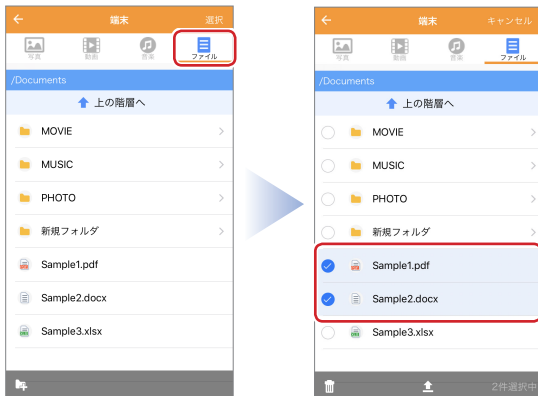 端末 選択
写真 動画 音楽 ファイル
/Documents
上の階層へ
MOVIE
MUSIC
PHOTO
新規フォルダ
Sample1.pdf
Sample2.docx
Sample3.xlsx
端末 キャンセル
写真 動画 音楽 ファイル
/Documents
上の階層へ
MOVIE
MUSIC
PHOTO
新規フォルダ
Sample1.pdf
Sample2.docx
Sample3.xlsx
2件選択中